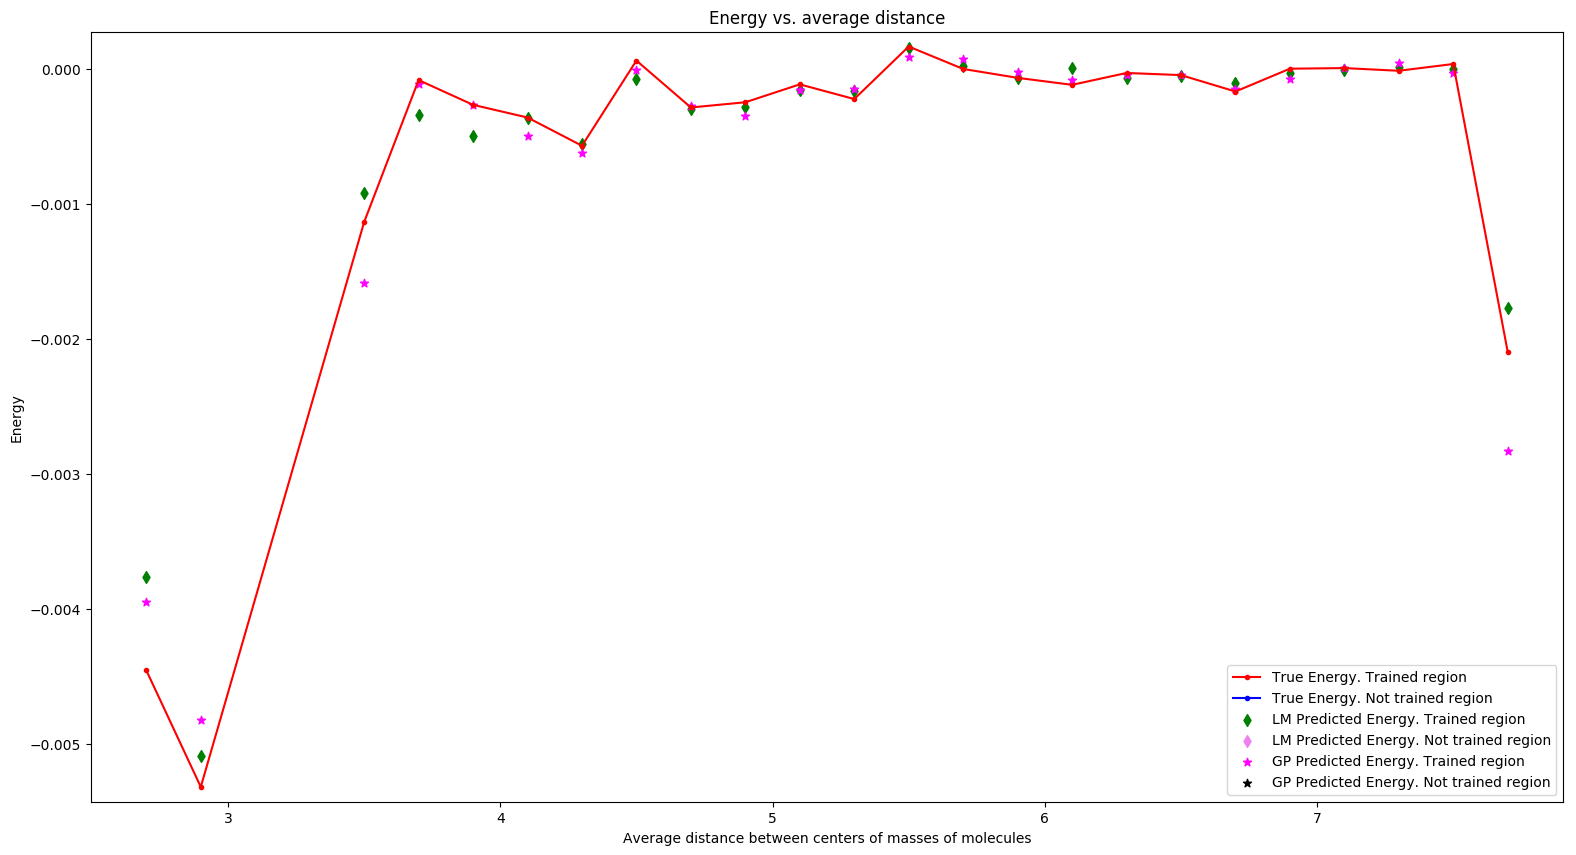 Energy vs. average distance
Energy
0.000
−0.001
−0.002
−0.003
−0.004
−0.005
3
4
5
6
7
Average distance between centers of masses of molecules
True Energy. Trained region
True Energy. Not trained region
LM Predicted Energy. Trained region
LM Predicted Energy. Not trained region
GP Predicted Energy. Trained region
GP Predicted Energy. Not trained region